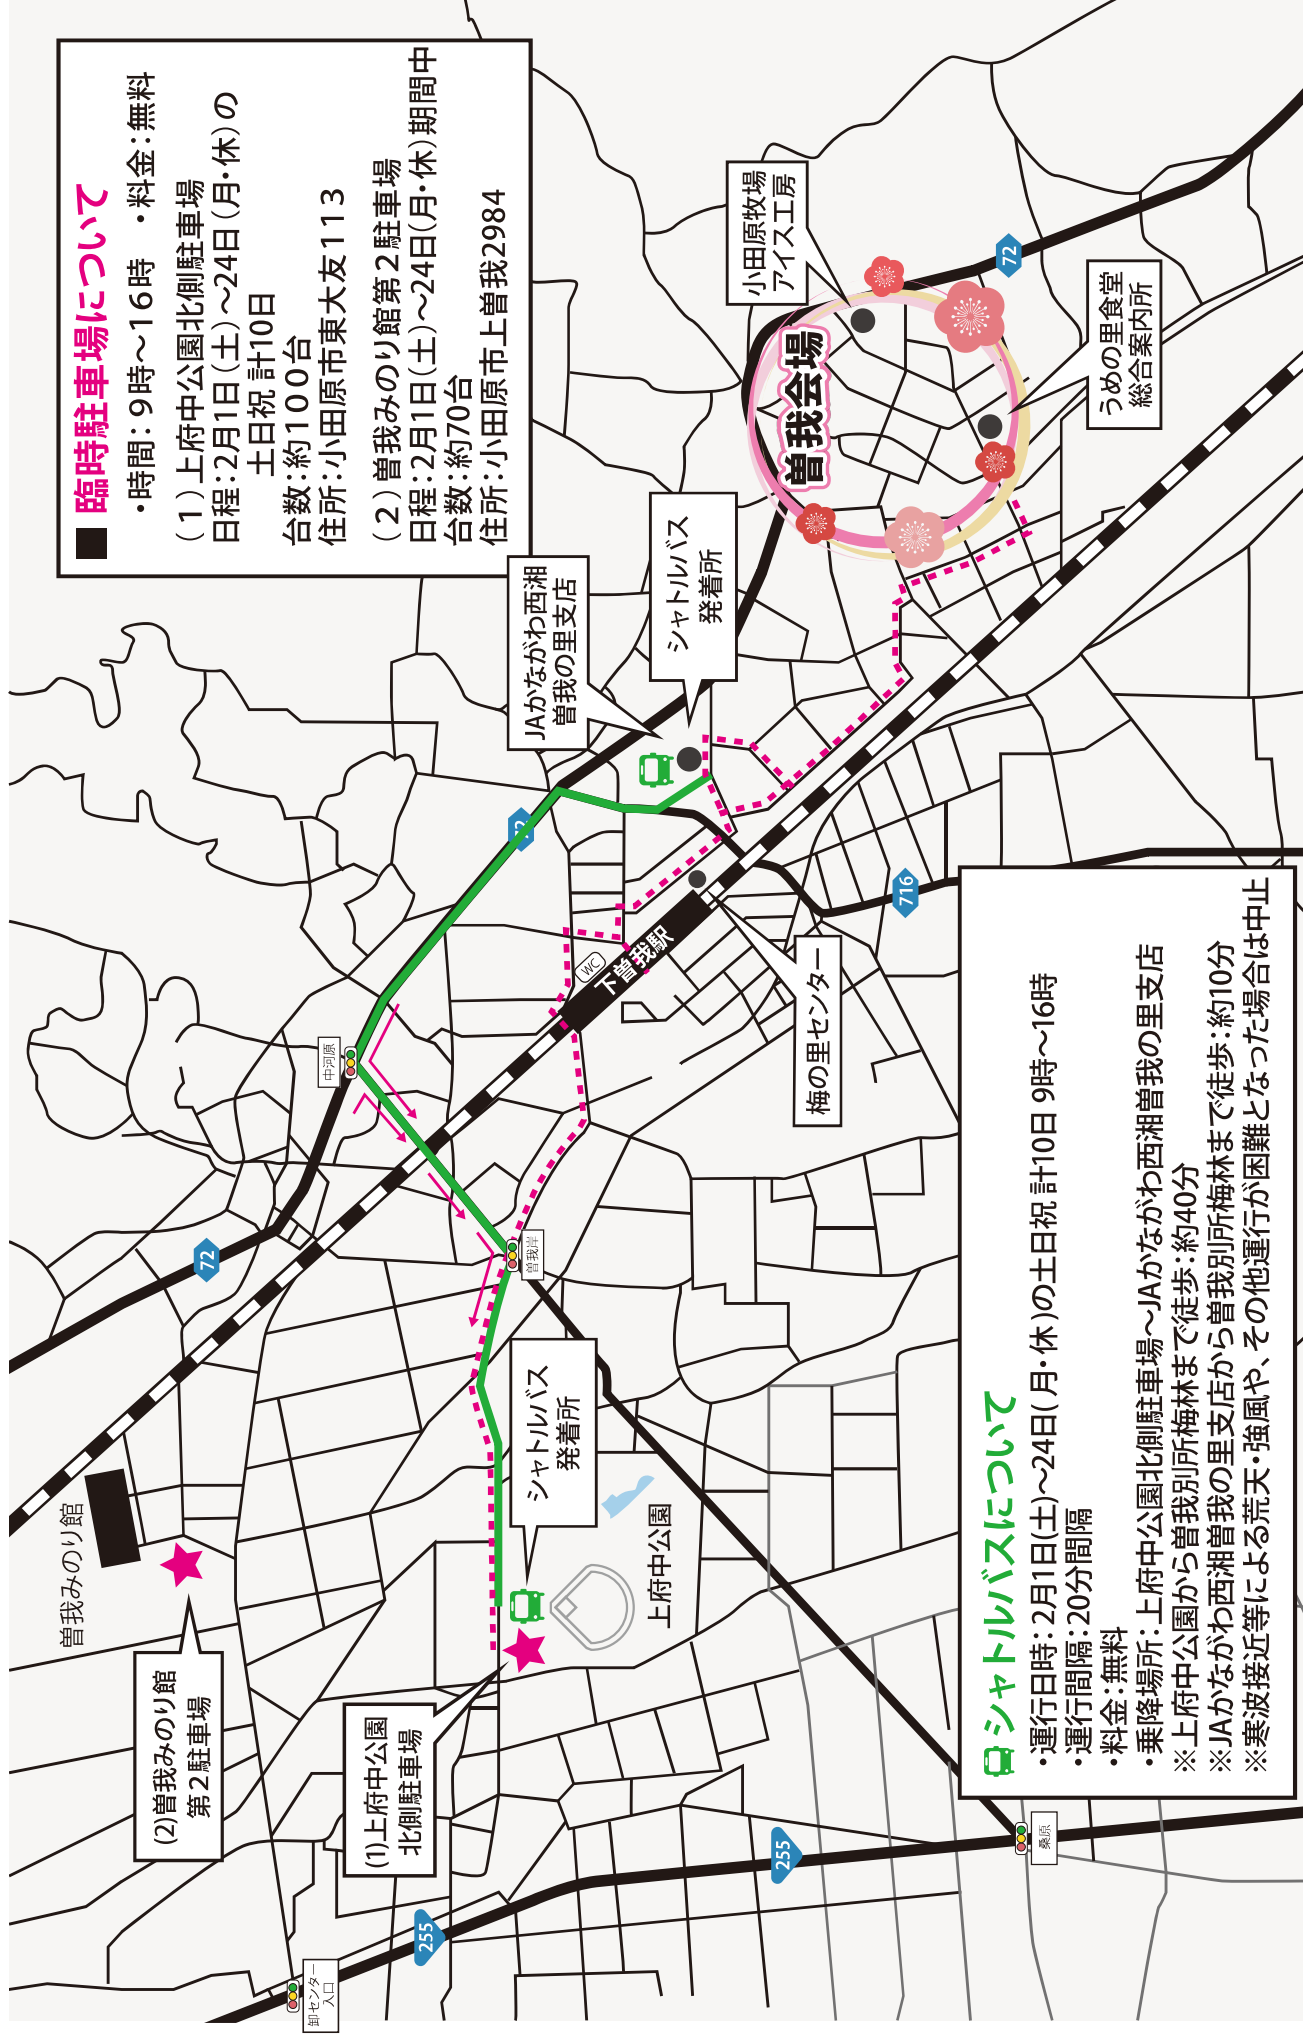 ■ 臨時駐車場について
・時間：９時～１６時　・料金：無料
（１）上府中公園北側駐車場
日程：２月１日（土）～２４日（月・休）の
土日祝 計１０日
台数：約１００台
住所：小田原市東大友１１３
（２）曽我みのり館第２駐車場
日程：２月１日（土）～２４日（月・休）期間中
台数：約７０台
住所：小田原市上曽我2984
小田原牧場
アイス工房
曽我会場
うめの里食堂
総合案内所
72
シャトルバス
発着所
JAかながわ西湘
曽我の里支店
72
716
梅の里センター
下曽我駅
WC
中河原
72
曽我岸
シャトルバス
発着所
上府中公園
曽我みのり館
(2)曽我みのり館
第２駐車場
(1)上府中公園
北側駐車場
255
255
卸センター
入口
桑原
シャトルバスについて
・運行日時：2月1日(土)～24日(月・休)の土日祝 計10日 9時～16時
・運行間隔：20分間隔
・料金：無料
・乗降場所：上府中公園北側駐車場～JAかながわ西湘曽我の里支店
※上府中公園から曽我別所梅林まで徒歩：約40分
※JAかながわ西湘曽我の里支店から曽我別所梅林まで徒歩：約10分
※寒波接近等による荒天・強風や、その他運行が困難となった場合は中止